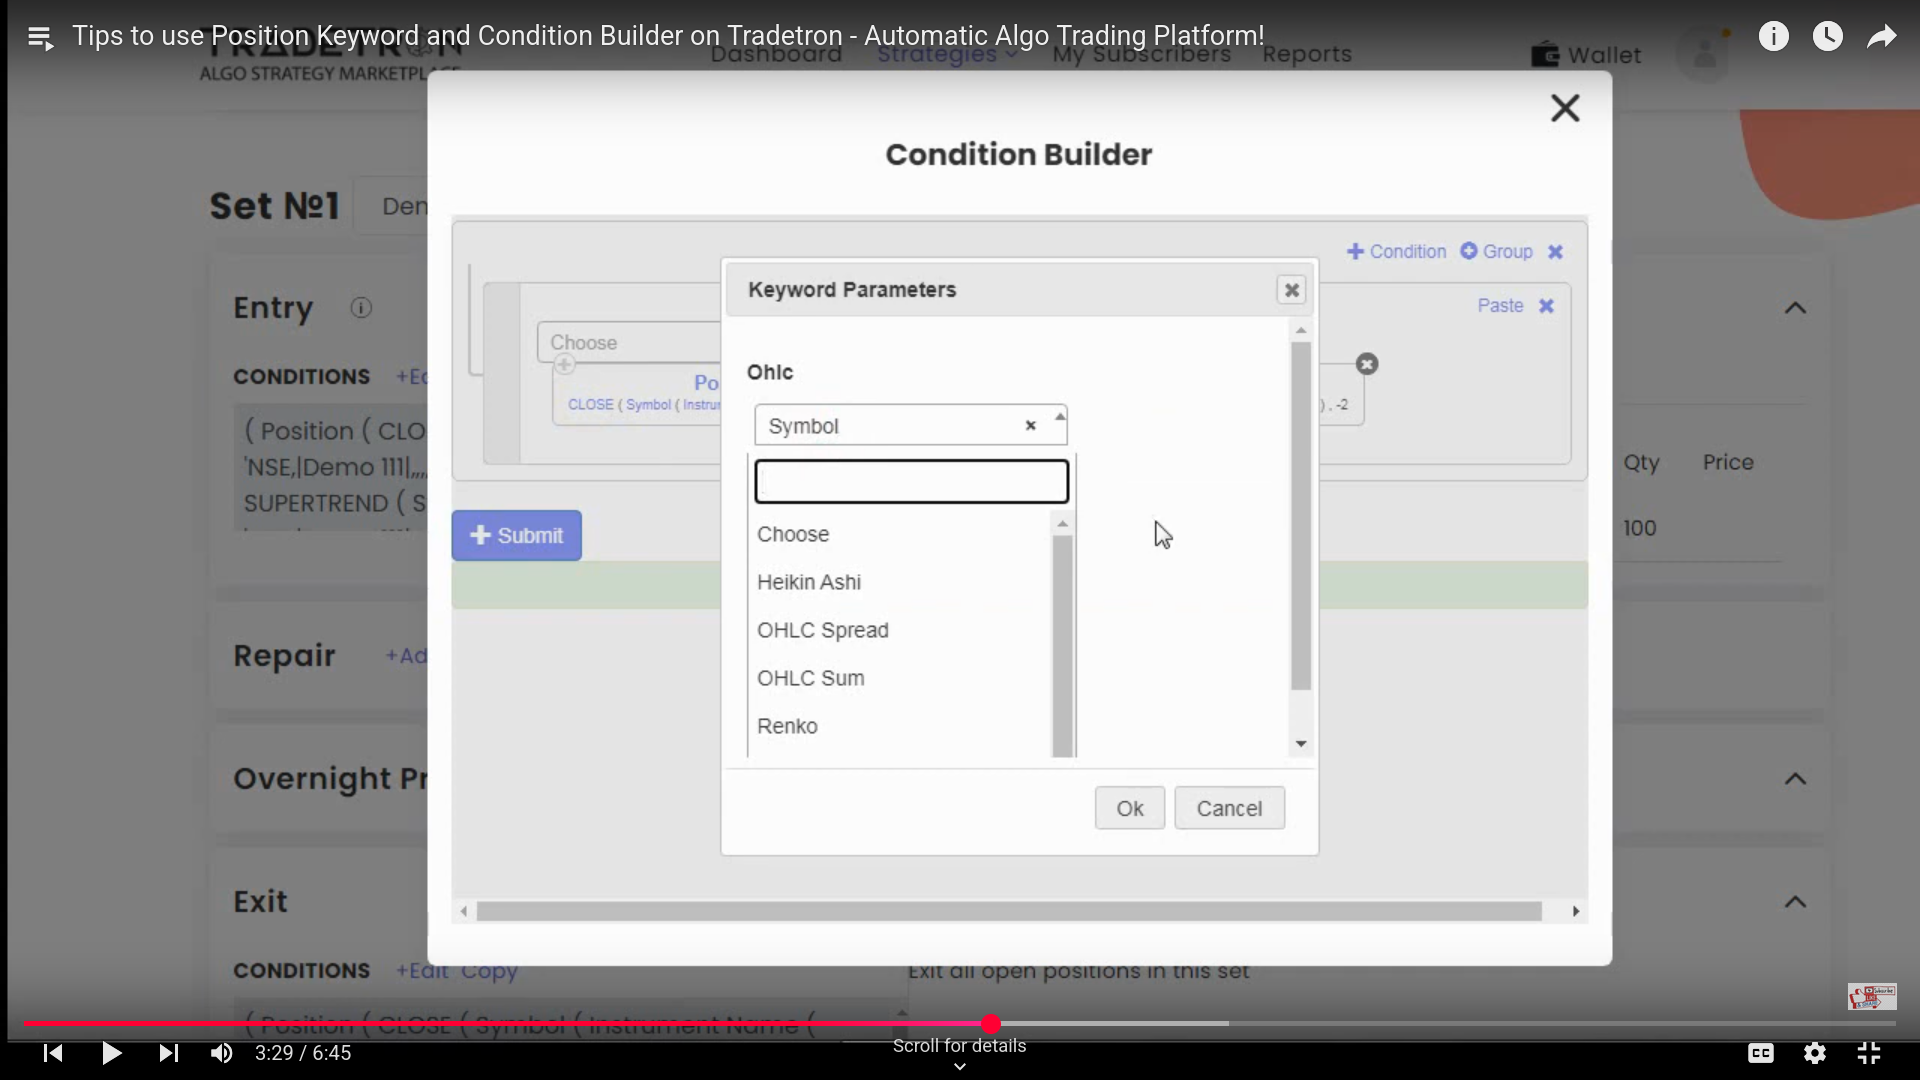 Tips to use Position Keyword and Condition Builder on Tradetron - Automatic Algo Trading Platform!
TRADETRON
ALGO STRATEGY MARKETPLA
Dashboard Strategies My Subscribers Reports Wallet
Condition Builder
Set №1 Den
+ Condition Group
Keyword Parameters
Entry
Paste
Choose
Ohlc
CONDITIONS +Ed
Po
CLOSE ( Symbol ( Instrur
) , -2
Symbol
( Position ( CLO
'NSE,|Demo 111|,,,,
SUPERTREND ( S
Qty Price
100
+ Submit
Choose
Heikin Ashi
OHLC Spread
OHLC Sum
Renko
Repair +Ad
Overnight Pr
Ok Cancel
Exit
CONDITIONS +Edit Copy
Exit all open positions in this set
( Position ( CLOSE ( Symbol ( Instrument Name (
3:29 / 6:45
Scroll for details
CC